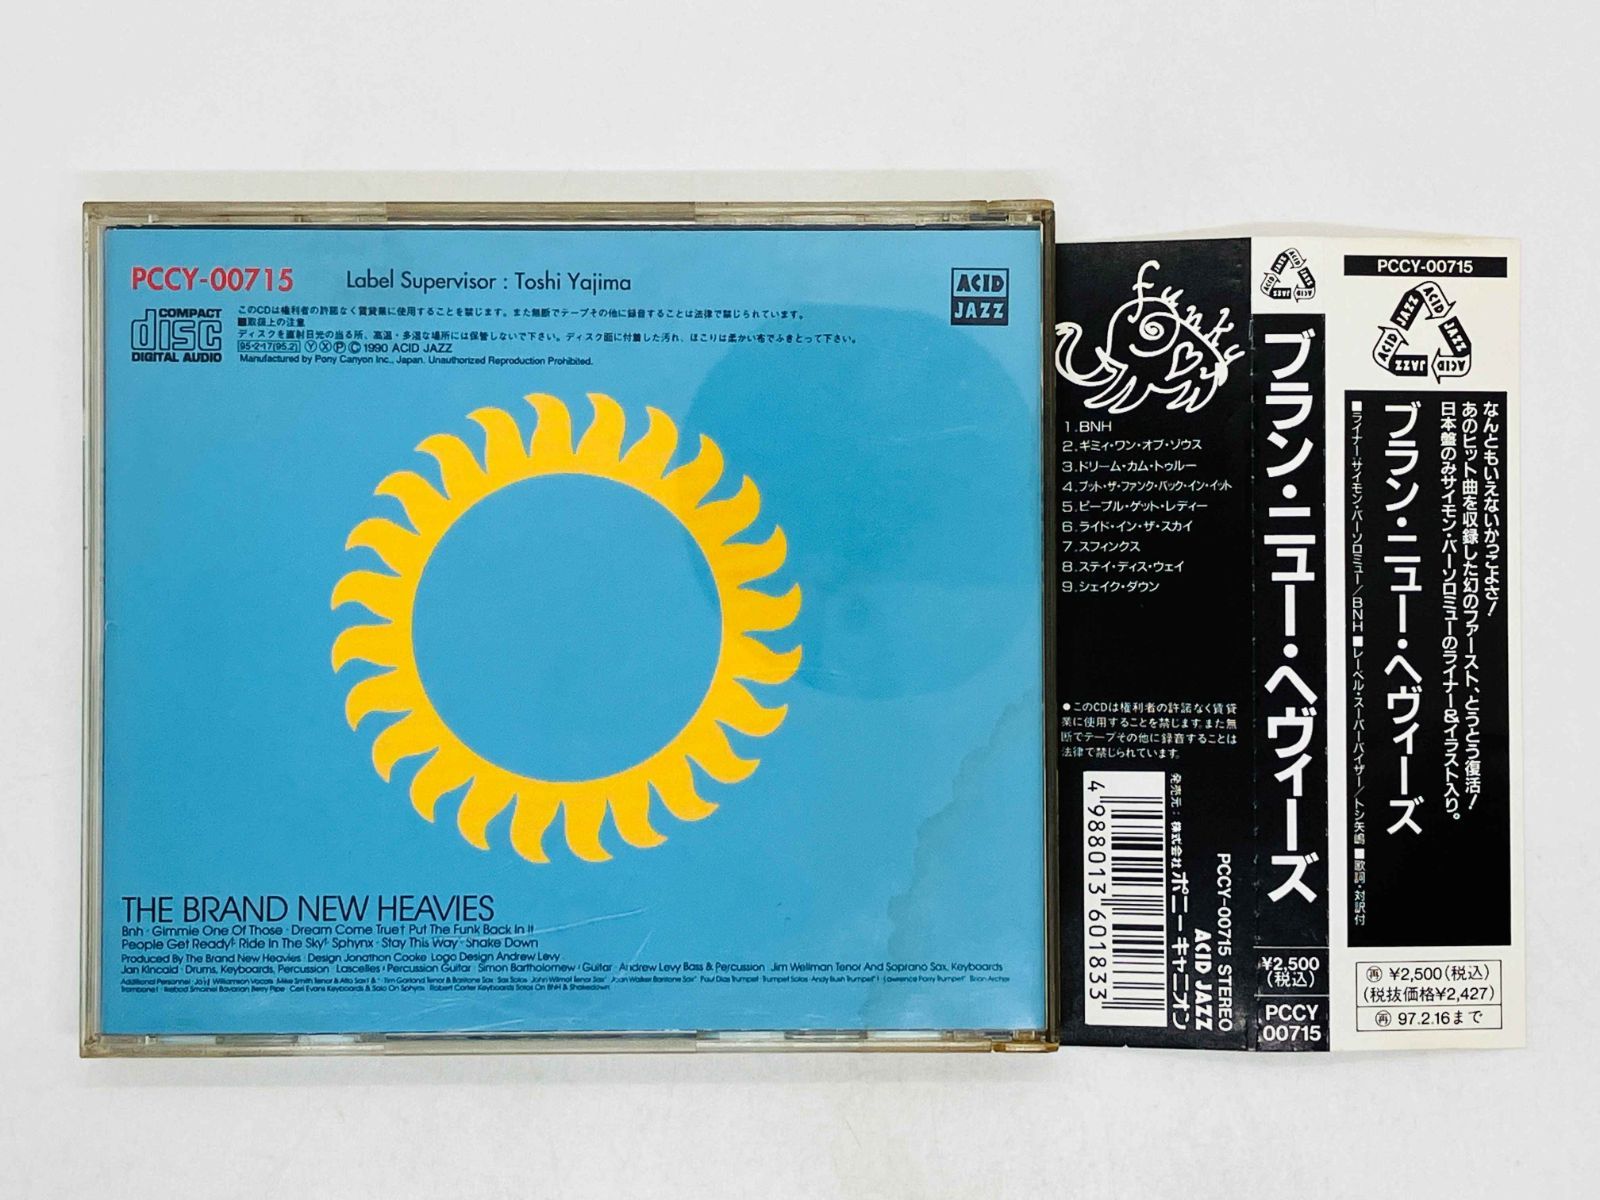 PCCY-00715
Label Supervisor : Toshi Yajima
ACID
JAZZ
COMPACT
disc
DIGITAL AUDIO
このCDは権利者の許諾なく賃貸業に使用することを禁じます。また無断でテープその他に録音することは法律で禁じられています。
■取扱上の注意
ディスクを直射日光の当る所、高温・多湿な場所には保管しないで下さい。ディスク面に付着した汚れ、ほこりは柔かい布でふきとって下さい。
95・2・17(95.2) Ⓨ Ⓧ Ⓟ Ⓒ 1990 ACID JAZZ
Manufactured by Pony Canyon Inc., Japan. Unauthorized Reproduction Prohibited.
THE BRAND NEW HEAVIES
Bnh · Gimmie One Of Those · Dream Come True† Put The Funk Back In It
People Get Ready‡ Ride In The Sky‡ Sphynx · Stay This Way · Shake Down
Produced By The Brand New Heavies · Design Jonathon Cooke Logo Design Andrew Levy
Jan Kincaid · Drums, Keyboards, Percussion · Lascelles · Percussion Guitar · Simon Bartholomew · Guitar · Andrew Levy Bass & Percussion · Jim Wellman Tenor And Soprano Sax, Keyboards
funky
1.BNH
2.ギミィ・ワン・オブ・ゾウス
3.ドリーム・カム・トゥルー
4.プット・ザ・ファンク・バック・イン・イット
5.ピープル・ゲット・レディー
6.ライド・イン・ザ・スカイ
7.スフィンクス
8.ステイ・ディス・ウェイ
9.シェイク・ダウン
●このCDは権利者の許諾なく賃貸
業に使用することを禁じます。また無
断でテープその他に録音することは
法律で禁じられています。
4988013601833
発売元：株式会社ポニーキャニオン
ACID JAZZ
PCCY-00715 STEREO
ACID
JAZZ
ACID
JAZZ
ブラン・ニュー・ヘヴィーズ
¥2,500
(税込)
PCCY
00715
PCCY-00715
ACID
JAZZ
ACID
JAZZ
JAZZ
ACID
なんともいえないかっこよさ！
あのヒット曲を収録した幻のファースト、とうとう復活！
日本盤のみサイモン・バーソロミューのライナー&イラスト入り。
ブラン・ニュー・ヘヴィーズ
■ライナー/サイモン・バーソロミュー/BNH■レーベル・スーパーバイザー/トシ矢嶋■歌詞・対訳付
再 ¥2,500(税込)
(税抜価格¥2,427)
再 97.2.16まで